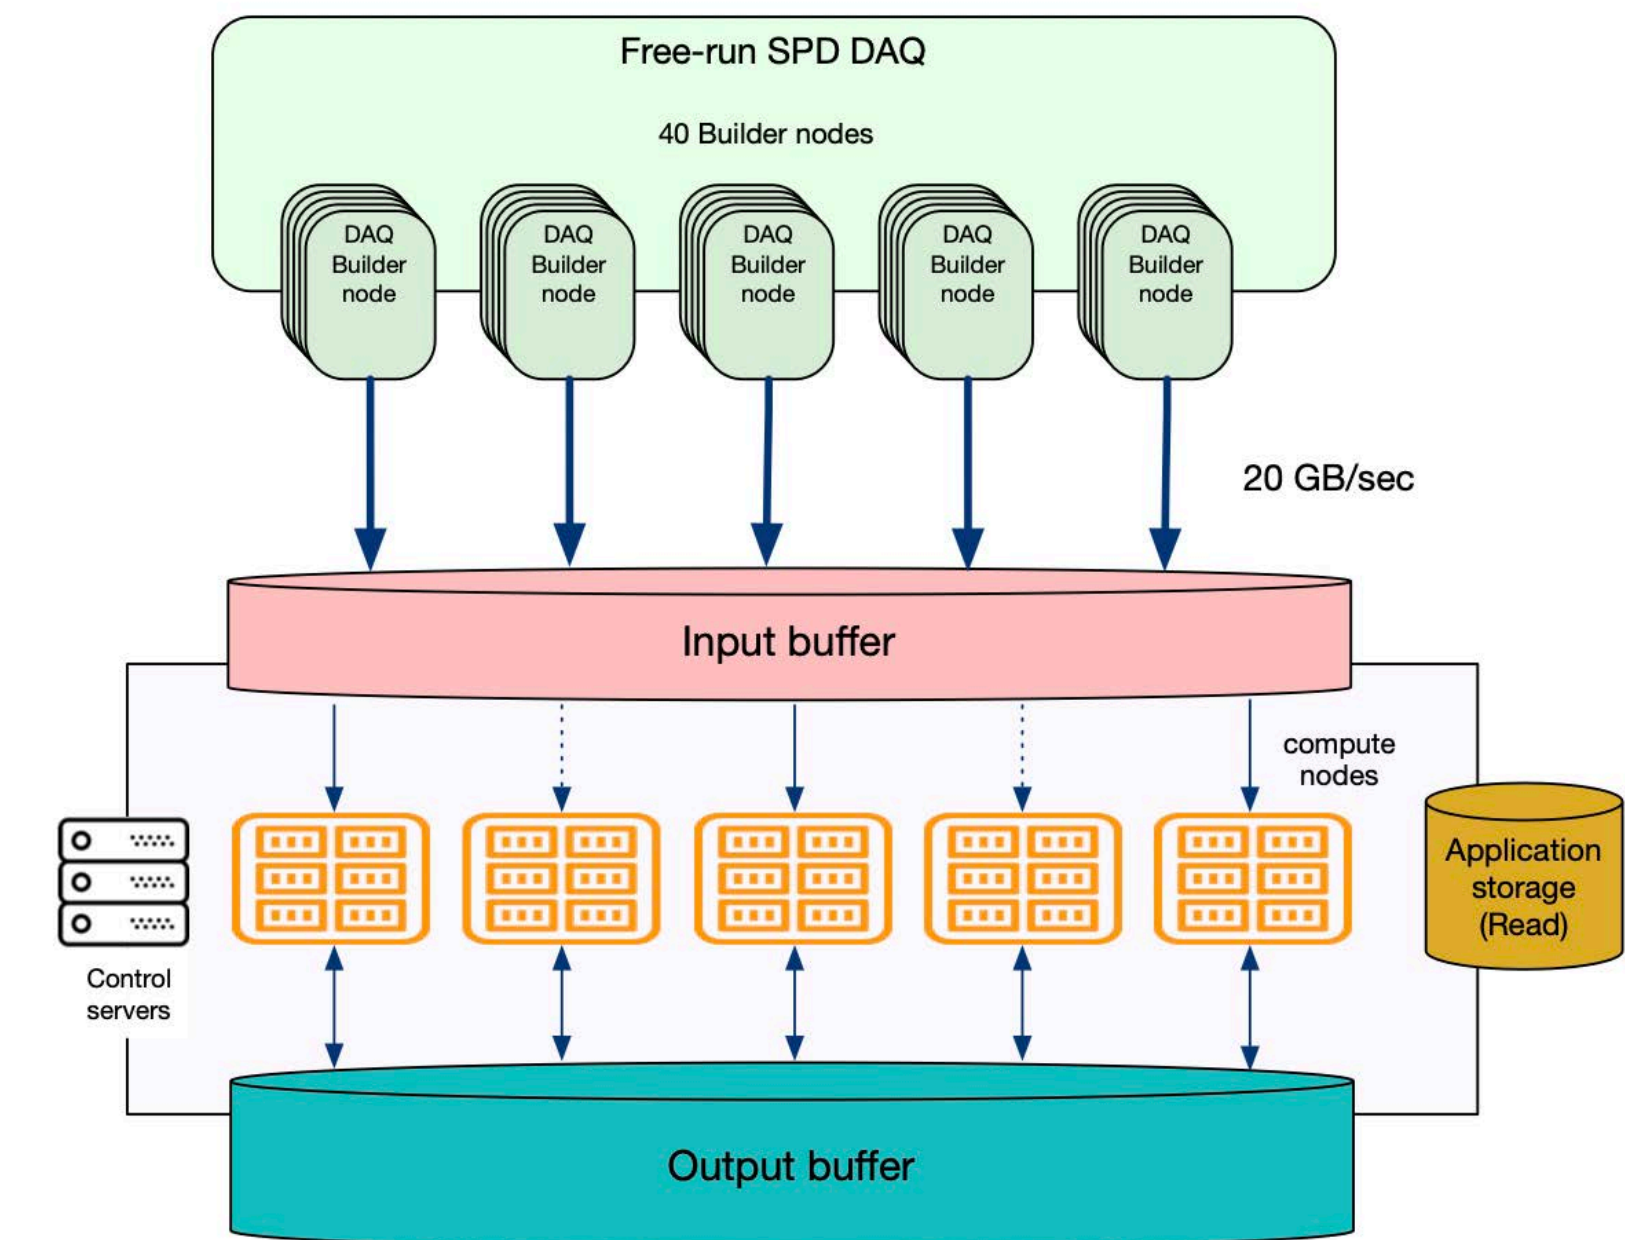 Free-run SPD DAQ
40 Builder nodes
DAQ
Builder
node
DAQ
Builder
node
DAQ
Builder
node
DAQ
Builder
node
DAQ
Builder
node
20 GB/sec
Input buffer
compute
nodes
Application
storage
(Read)
Control
servers
Output buffer